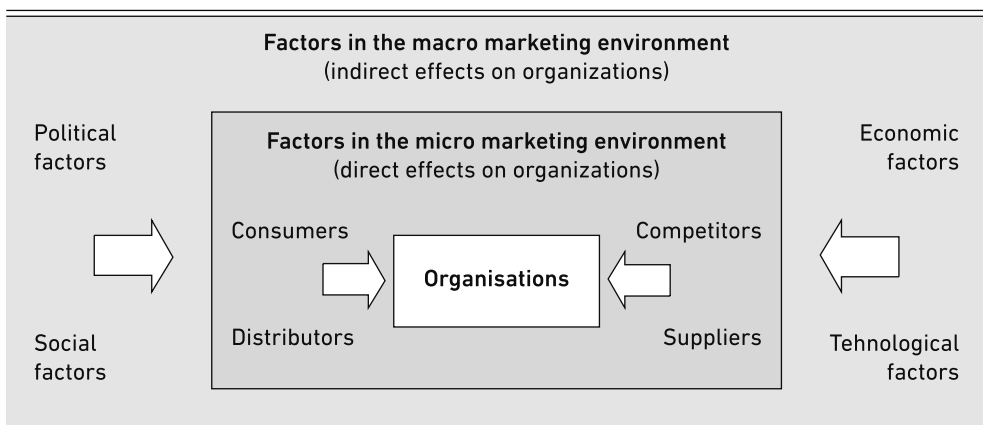 Factors in the macro marketing environment
(indirect effects on organizations)
Political
factors
Economic
factors
Factors in the micro marketing environment
(direct effects on organizations)
Consumers
Competitors
Organisations
Distributors
Suppliers
Social
factors
Tehnological
factors